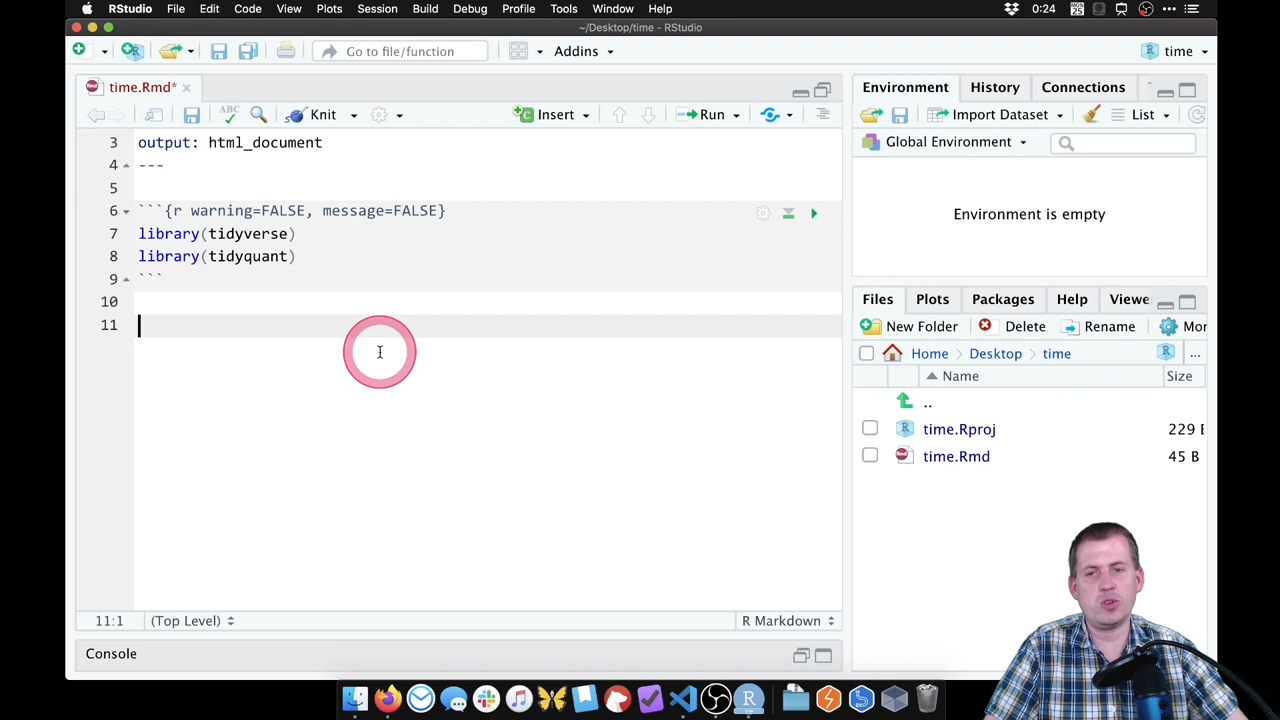 RStudio File Edit Code View Plots Session Build Debug Profile Tools Window Help 0:24 MON 25
~/Desktop/time - RStudio
Go to file/function Addins time
time.Rmd*
ABC Knit Insert Run
3 output: html_document
4 ---
5
6 ```{r warning=FALSE, message=FALSE}
7 library(tidyverse)
8 library(tidyquant)
9 ```
10
11
11:1 (Top Level) R Markdown
Console
Environment History Connections
Import Dataset List
Global Environment
Environment is empty
Files Plots Packages Help Viewe
New Folder Delete Rename Mor
Home Desktop time ...
Name Size
..
time.Rproj 229 B
time.Rmd 45 B